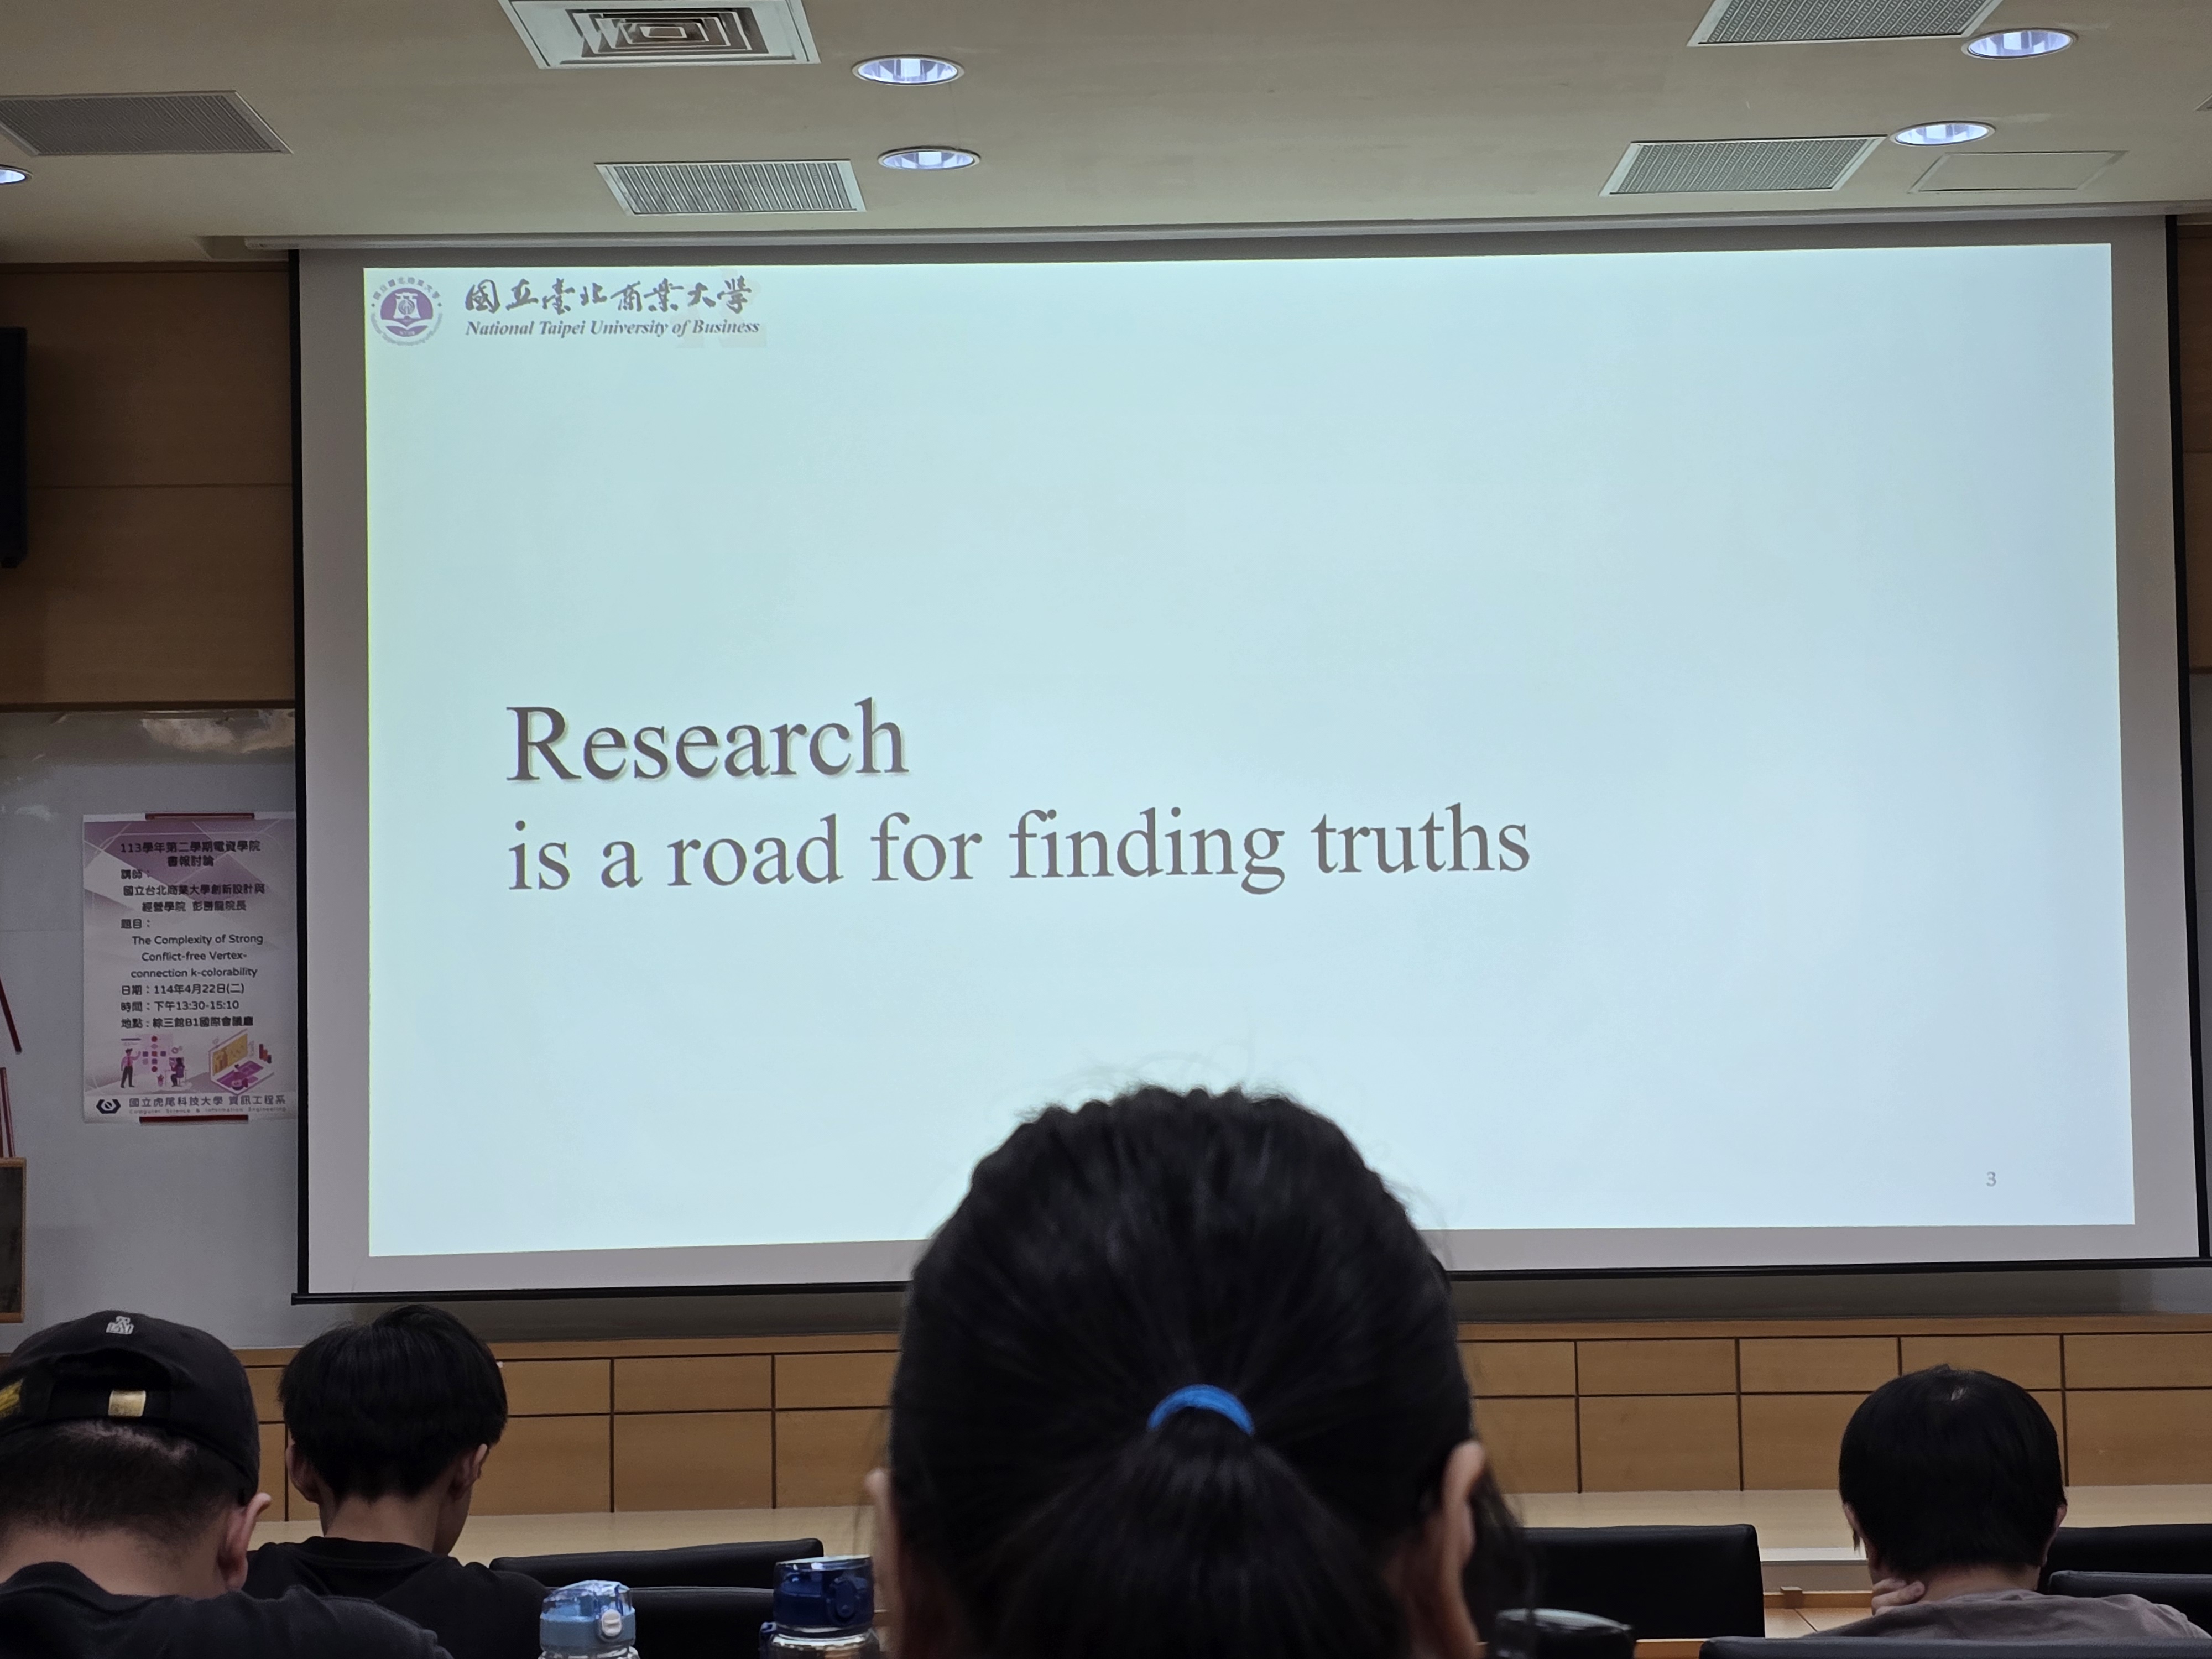 國立臺北商業大學
National Taipei University of Business
Research
is a road for finding truths
3
113學年第二學期電資學院
書報討論
講師：
國立台北商業大學創新設計與
經營學院 彭勝龍院長
題目：
The Complexity of Strong
Conflict-free Vertex-
connection k-colorability
日期：114年4月22日(二)
時間：下午13:30-15:10
地點：綜三館B1國際會議廳
國立虎尾科技大學 資訊工程系
Computer Science & Information Engineering